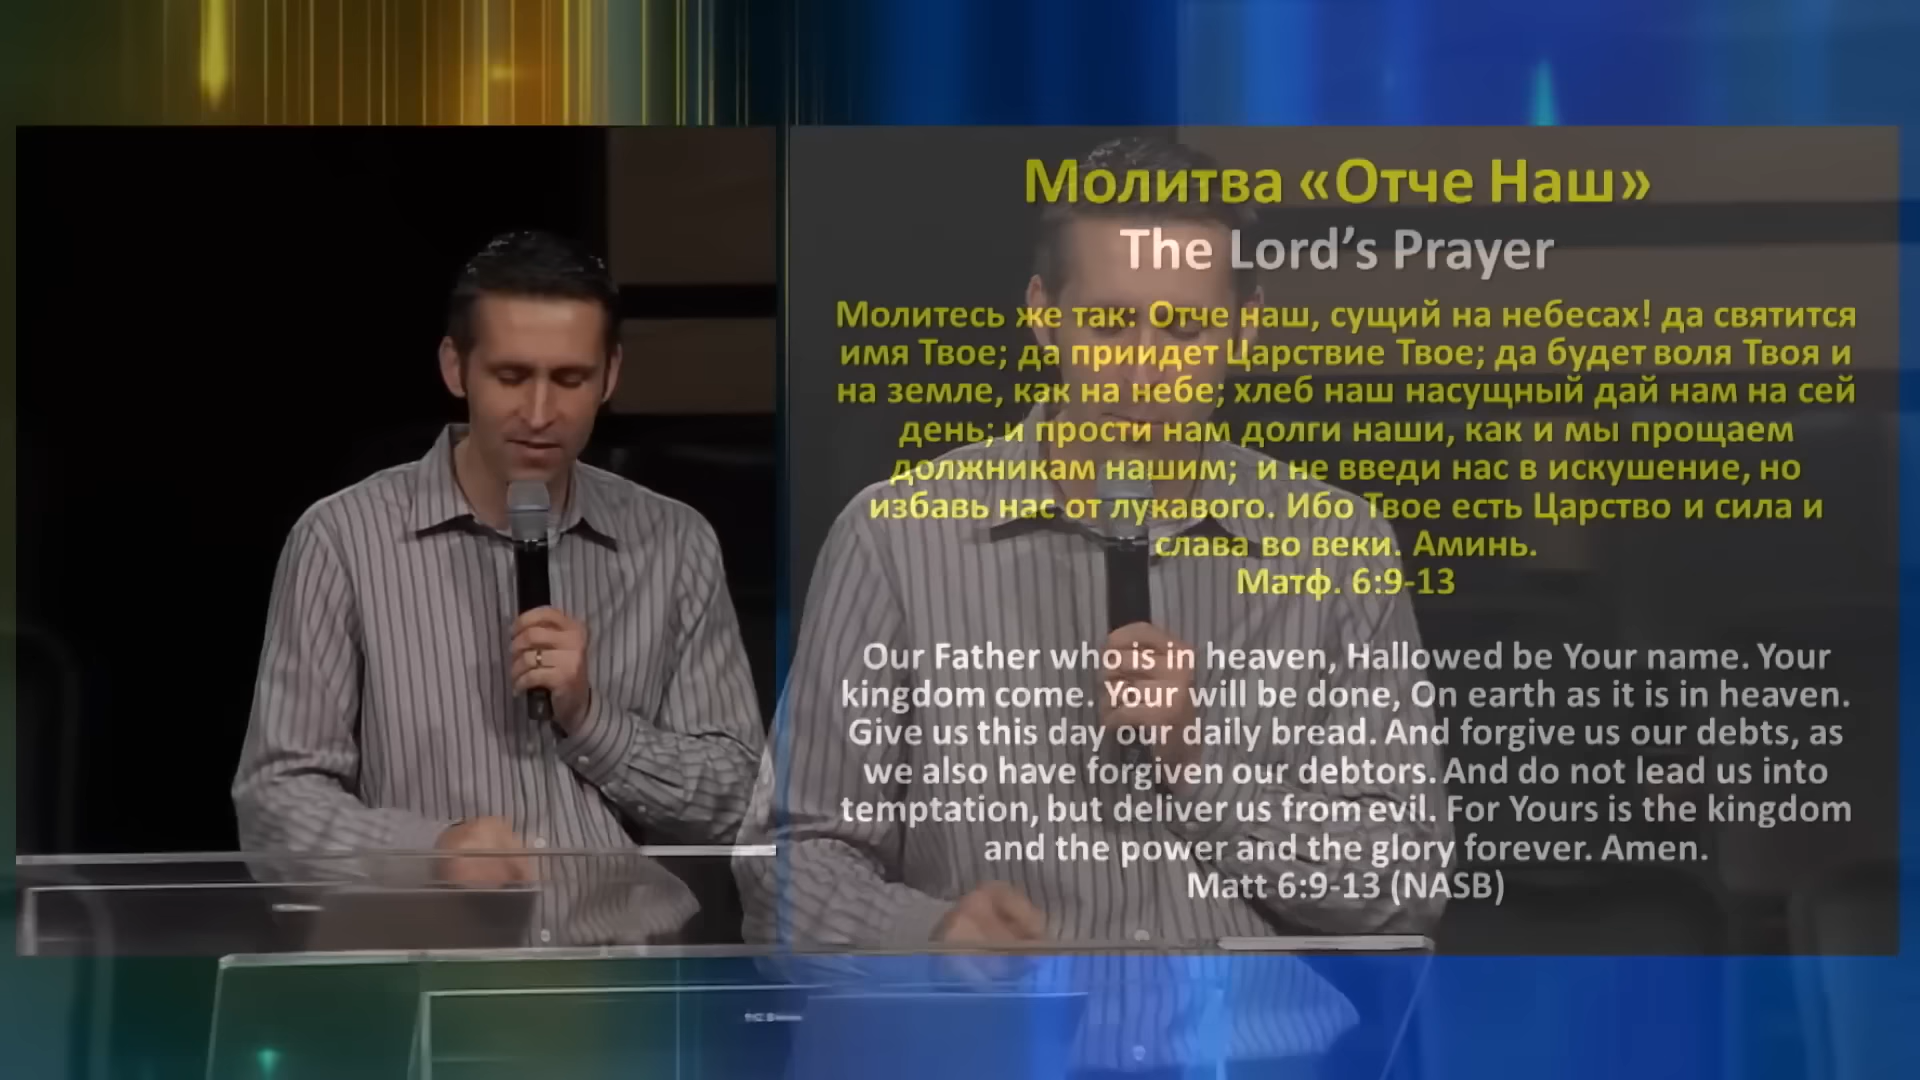 Молитва «Отче Наш»
The Lord’s Prayer
Молитесь же так: Отче наш, сущий на небесах! да святится
имя Твое; да приидет Царствие Твое; да будет воля Твоя и
на земле, как на небе; хлеб наш насущный дай нам на сей
день; и прости нам долги наши, как и мы прощаем
должникам нашим;  и не введи нас в искушение, но
избавь нас от лукавого. Ибо Твое есть Царство и сила и
слава во веки. Аминь.
Матф. 6:9-13
Our Father who is in heaven, Hallowed be Your name. Your
kingdom come. Your will be done, On earth as it is in heaven.
Give us this day our daily bread. And forgive us our debts, as
we also have forgiven our debtors. And do not lead us into
temptation, but deliver us from evil. For Yours is the kingdom
and the power and the glory forever. Amen.
Matt 6:9-13 (NASB)